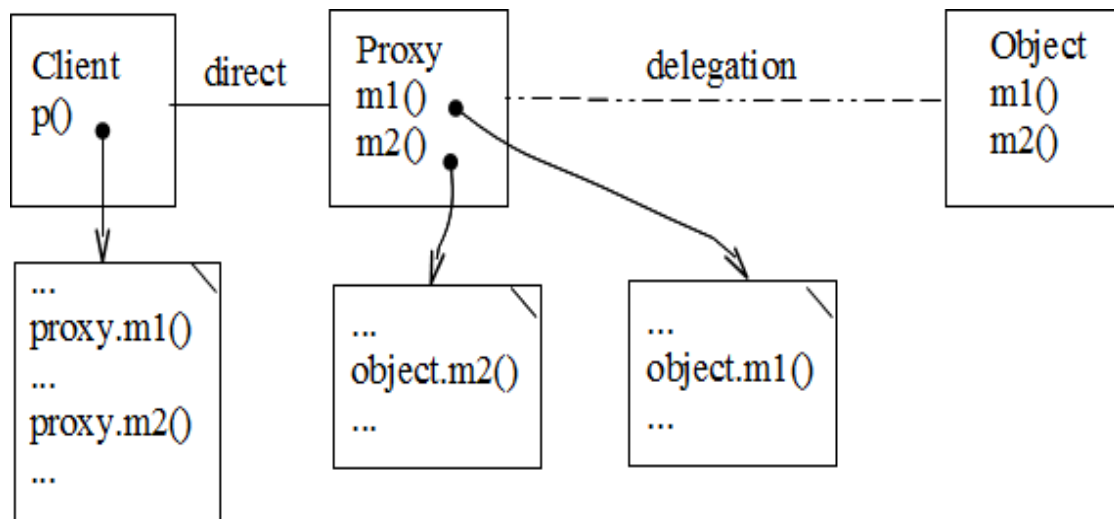 Client
p()
direct
Proxy
m1()
m2()
delegation
Object
m1()
m2()
...
proxy.m1()
...
proxy.m2()
...
...
object.m2()
...
...
object.m1()
...